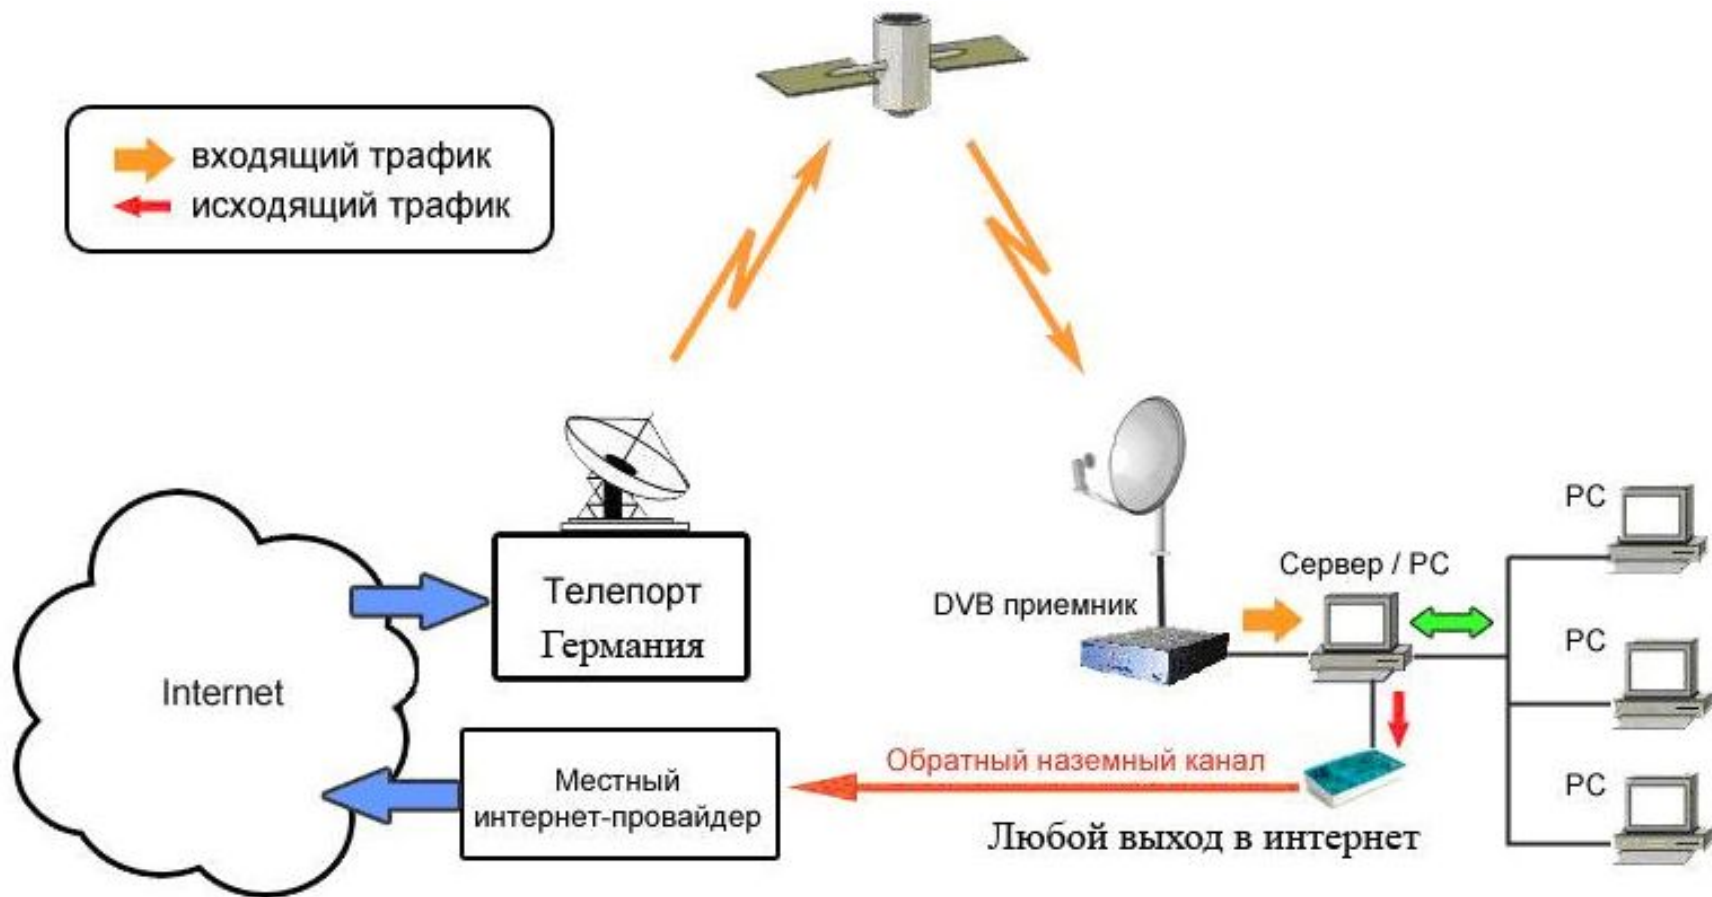 входящий трафик
исходящий трафик
Телепорт
Германия
Internet
Местный
интернет-провайдер
DVB приемник
Сервер / PC
PC
PC
PC
Обратный наземный канал
Любой выход в интернет